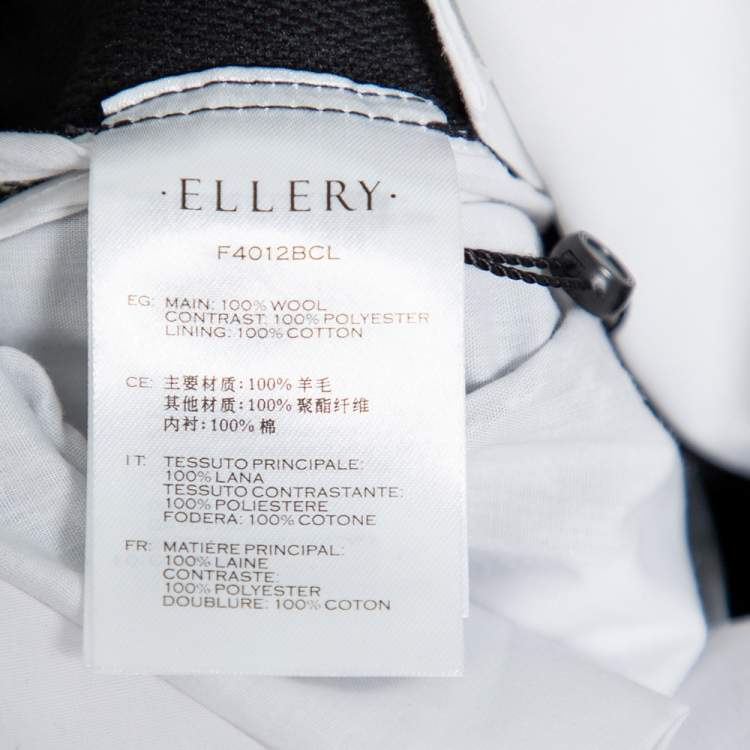 ·ELLERY·
F4012BCL
EG: MAIN: 100% WOOL
CONTRAST: 100% POLYESTER
LINING: 100% COTTON
CE: 主要材质: 100% 羊毛
其他材质: 100% 聚酯纤维
内衬: 100% 棉
IT: TESSUTO PRINCIPALE:
100% LANA
TESSUTO CONTRASTANTE:
100% POLIESTERE
FODERA: 100% COTONE
FR: MATIÉRE PRINCIPAL:
100% LAINE
CONTRASTE:
100% POLYESTER
DOUBLURE: 100% COTON